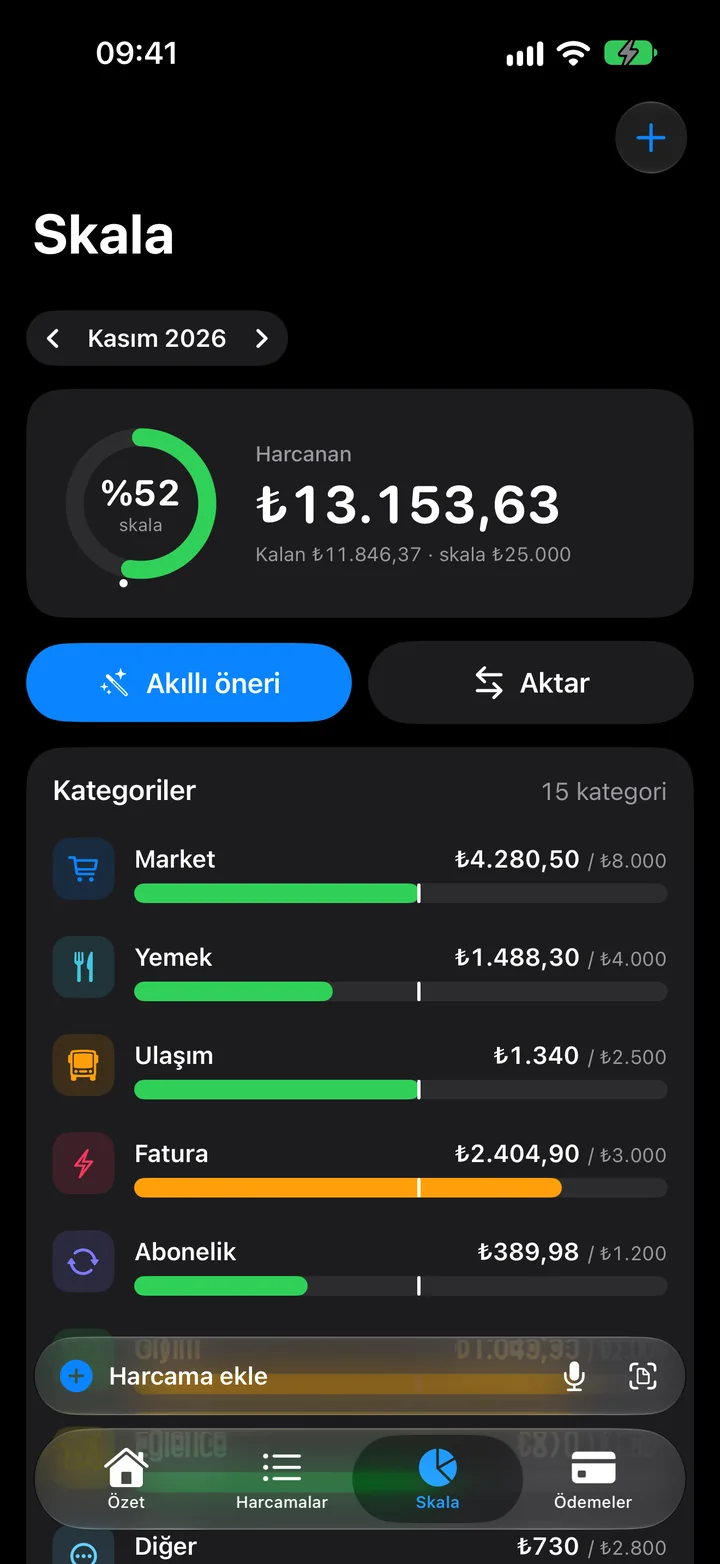 09:41
Skala
Kasım 2026
%52
skala
Harcanan
₺13.153,63
Kalan ₺11.846,37 · skala ₺25.000
Akıllı öneri
Aktar
Kategoriler
15 kategori
Market
₺4.280,50 / ₺8.000
Yemek
₺1.488,30 / ₺4.000
Ulaşım
₺1.340 / ₺2.500
Fatura
₺2.404,90 / ₺3.000
Abonelik
₺389,98 / ₺1.200
Harcama ekle
Özet
Harcamalar
Skala
Ödemeler
Diğer
₺730 / ₺2.800